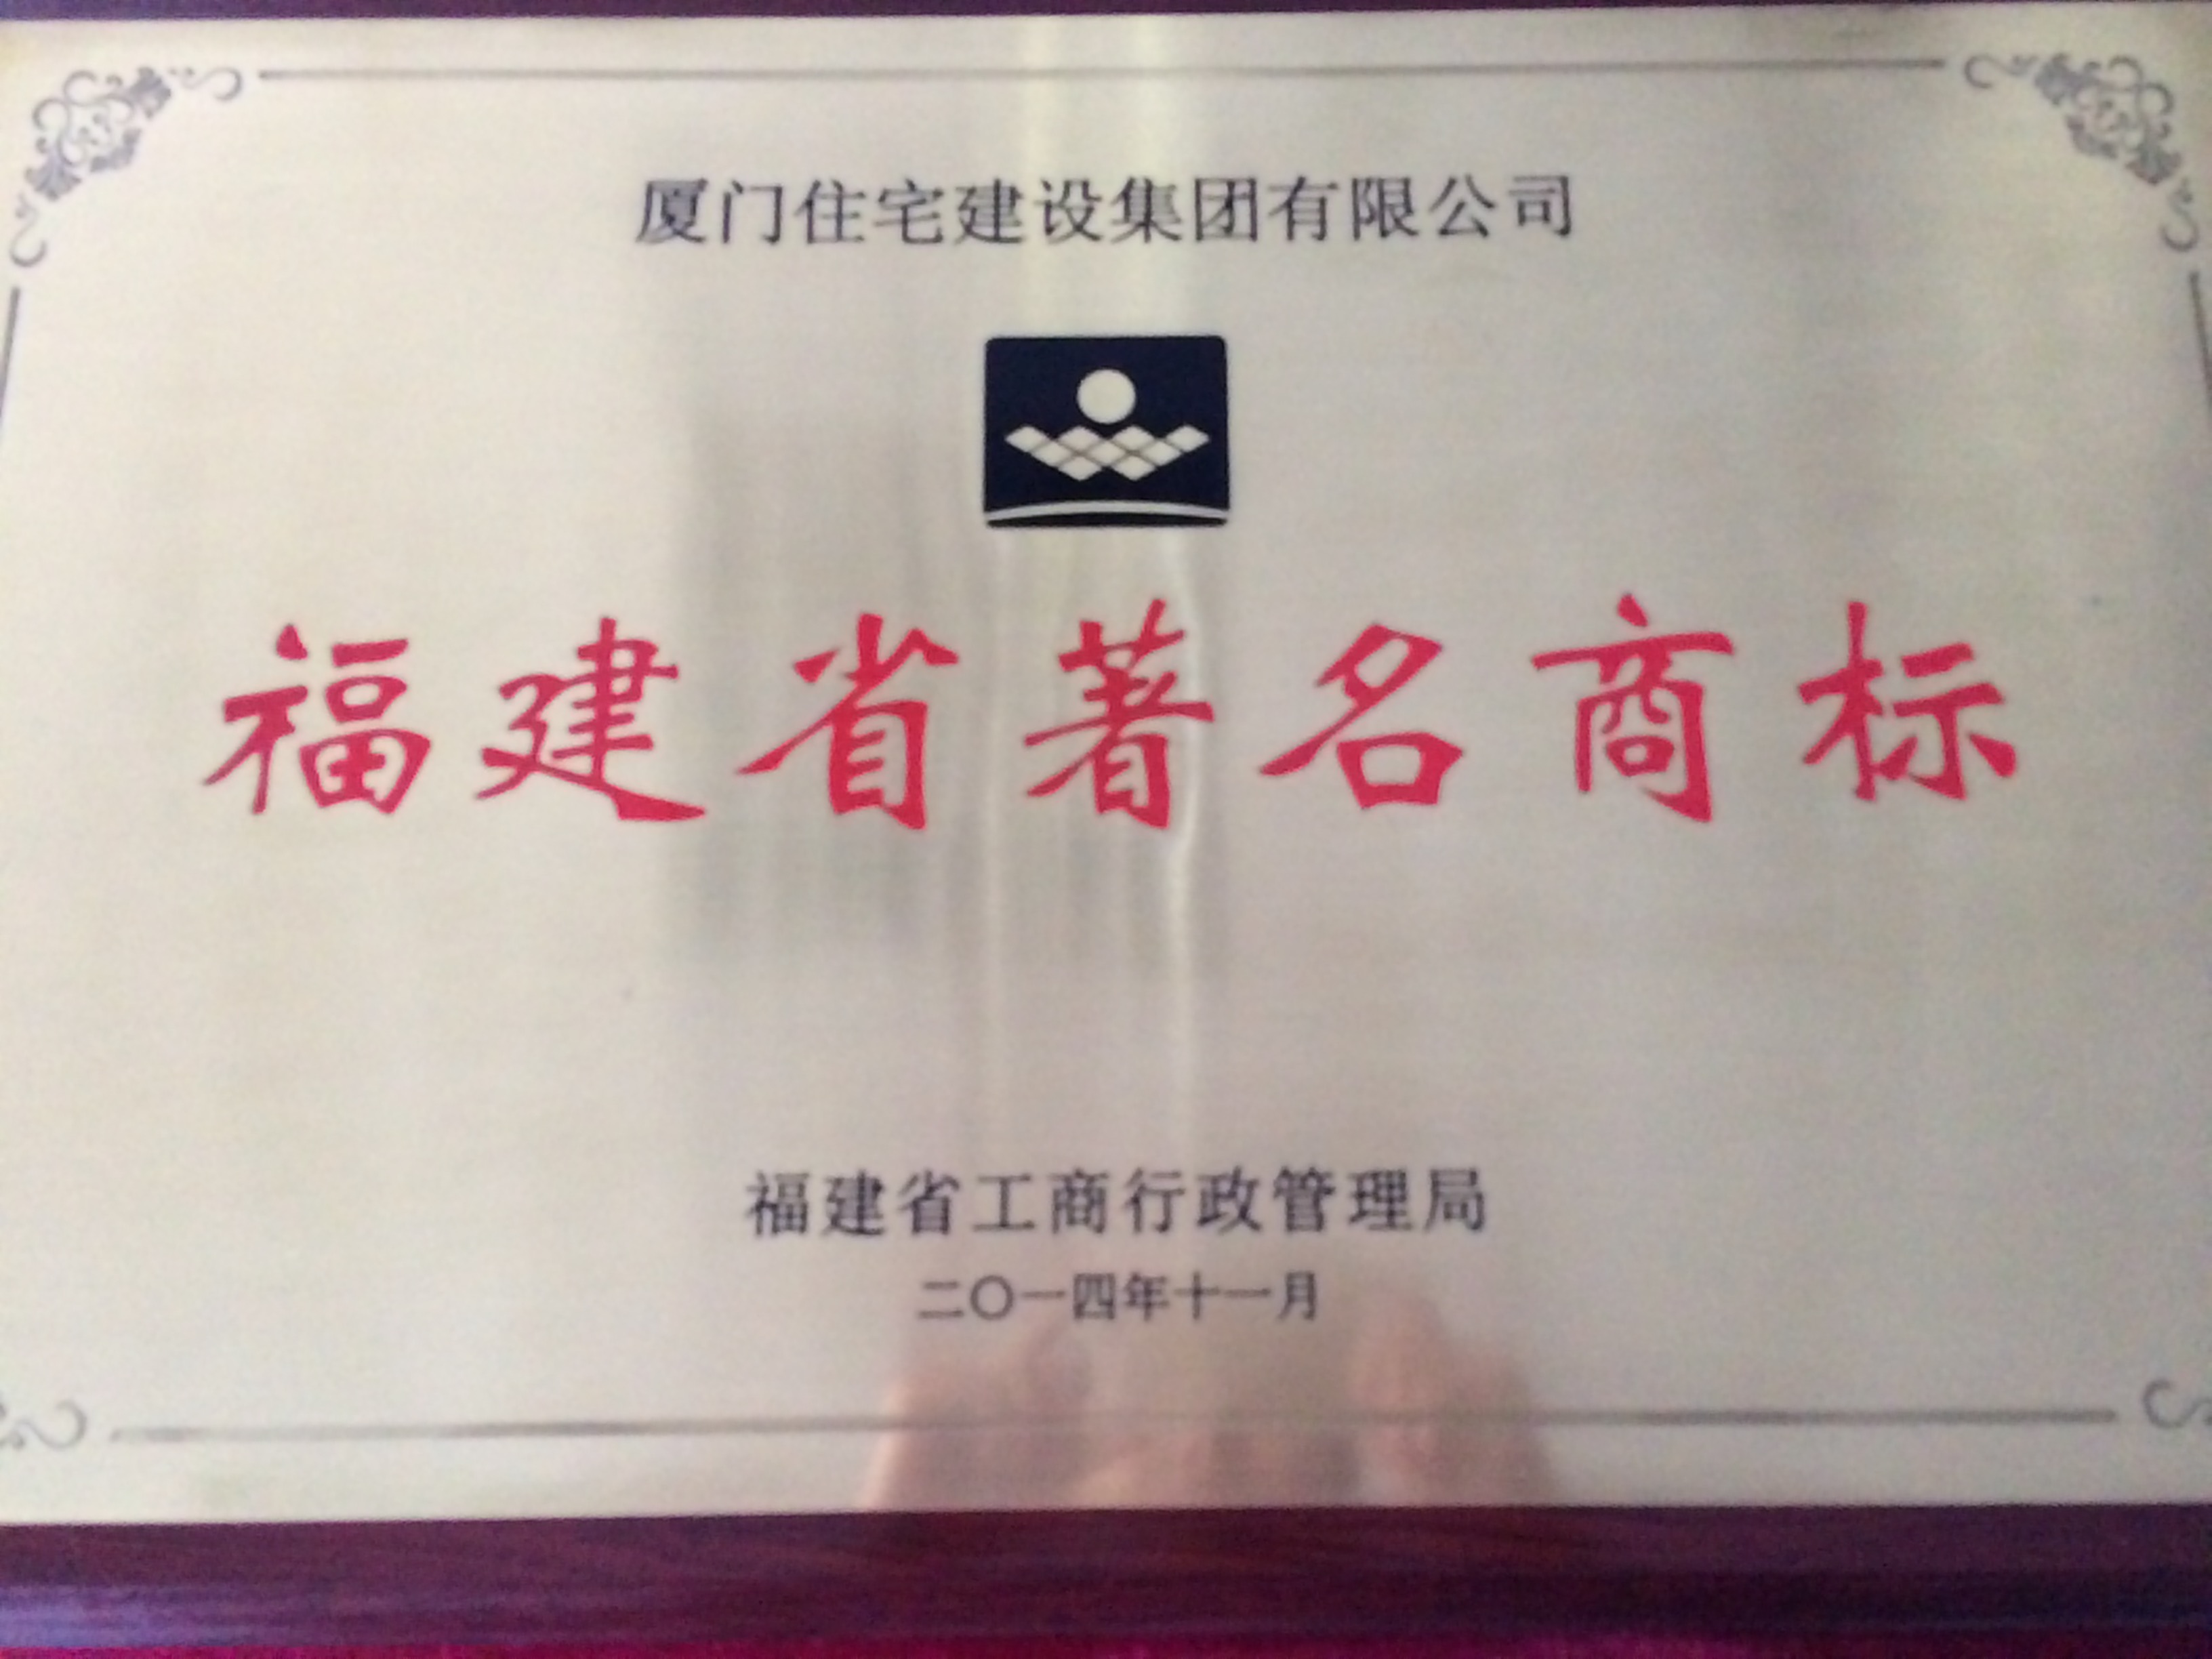 厦门住宅建设集团有限公司
福建省著名商标
福建省工商行政管理局
二〇一四年十一月